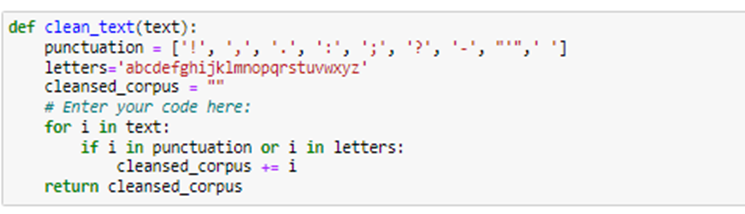 def clean_text(text):
    punctuation = ['!', ',', '.', ':', ';', '?', '-', "'",' ']
    letters='abcdefghijklmnopqrstuvwxyz'
    cleansed_corpus = ""
    # Enter your code here:
    for i in text:
        if i in punctuation or i in letters:
            cleansed_corpus += i
    return cleansed_corpus